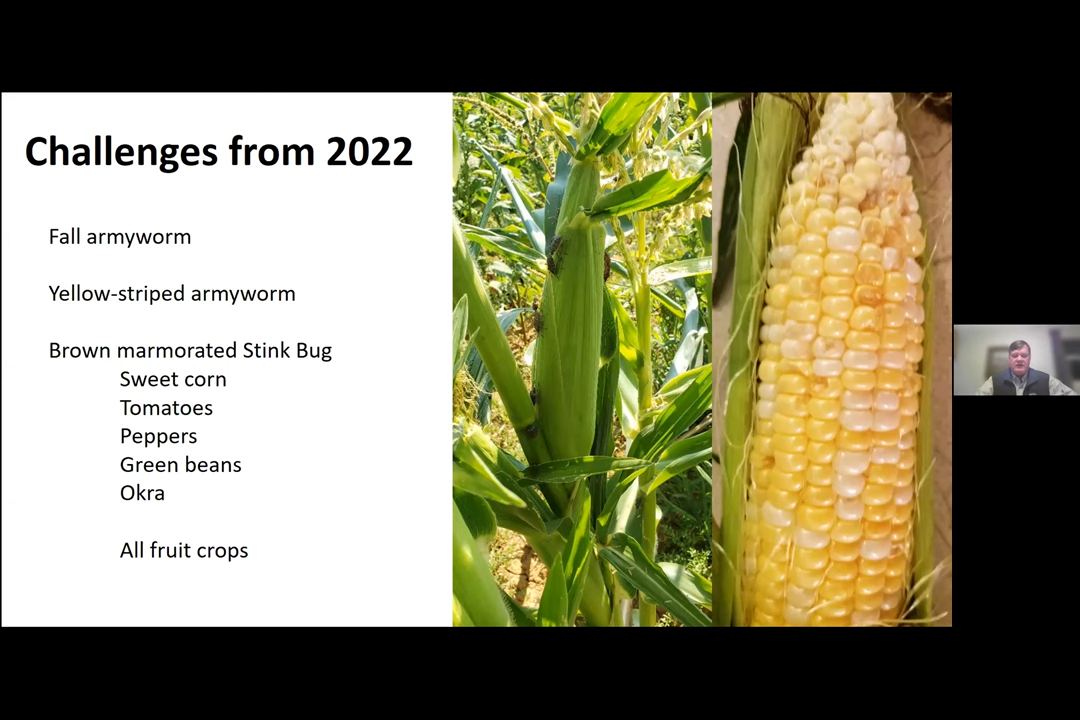 Challenges from 2022
Fall armyworm
Yellow-striped armyworm
Brown marmorated Stink Bug
Sweet corn
Tomatoes
Peppers
Green beans
Okra
All fruit crops